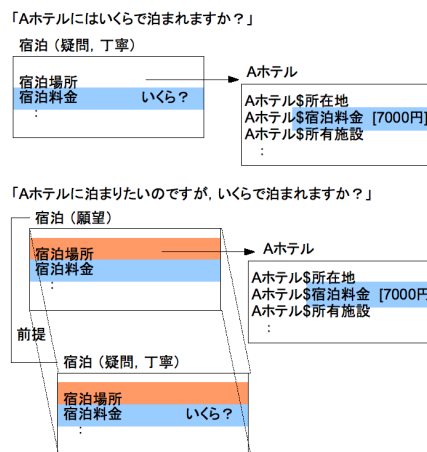 「Aホテルにはいくらで泊まれますか？」
宿泊（疑問, 丁寧）
Aホテル
宿泊場所
宿泊料金 いくら？
：
Aホテル$所在地
Aホテル$宿泊料金 [7000円]
Aホテル$所有施設
：
「Aホテルに泊まりたいのですが, いくらで泊まれますか？」
宿泊（願望）
Aホテル
宿泊場所
宿泊料金
：
Aホテル$所在地
Aホテル$宿泊料金 [7000円
Aホテル$所有施設
：
前提
宿泊（疑問, 丁寧）
宿泊場所
宿泊料金 いくら？
：